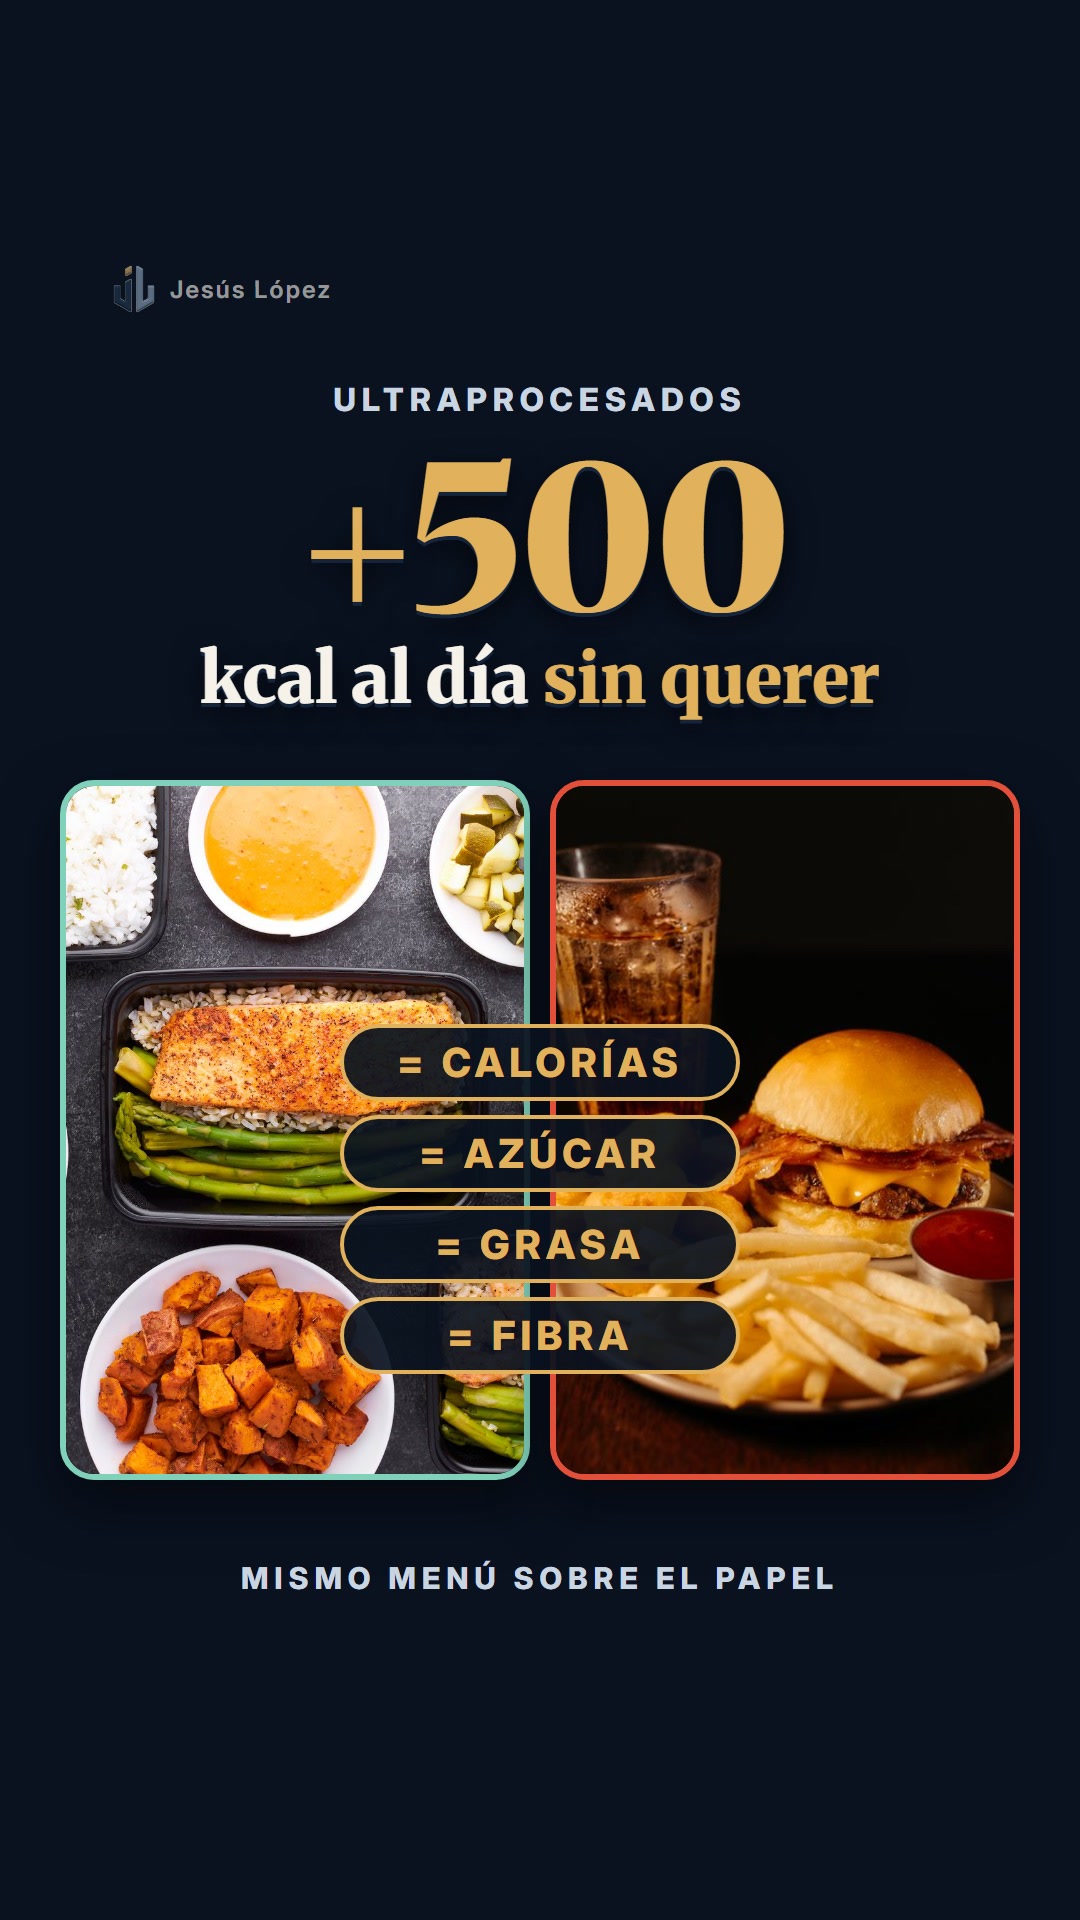 Jesús López
ULTRAPROCESADOS
+500
kcal al día sin querer
= CALORÍAS
= AZÚCAR
= GRASA
= FIBRA
MISMO MENÚ SOBRE EL PAPEL